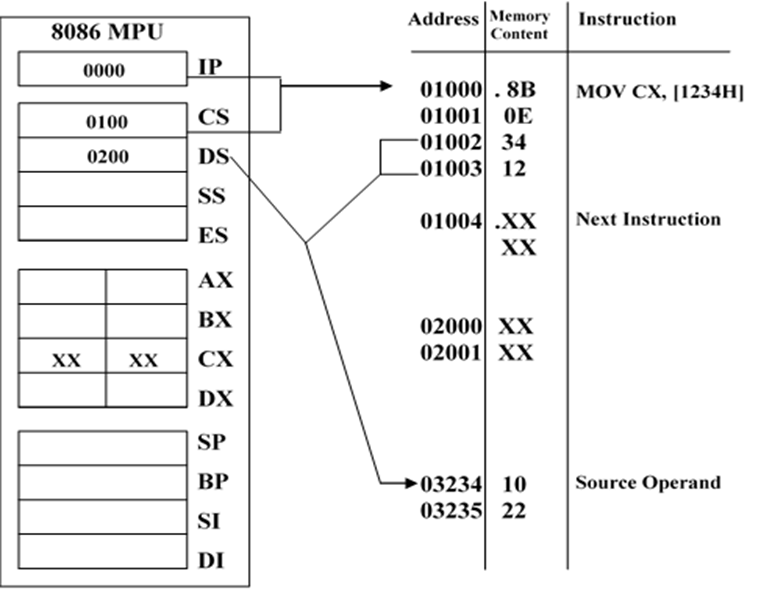 8086 MPU
0000 IP
0100 CS
0200 DS
SS
ES
AX
BX
XX XX CX
DX
SP
BP
SI
DI
Address Memory Content Instruction
01000 . 8B MOV CX, [1234H]
01001 0E
01002 34
01003 12
01004 .XX Next Instruction
XX
02000 XX
02001 XX
03234 10 Source Operand
03235 22